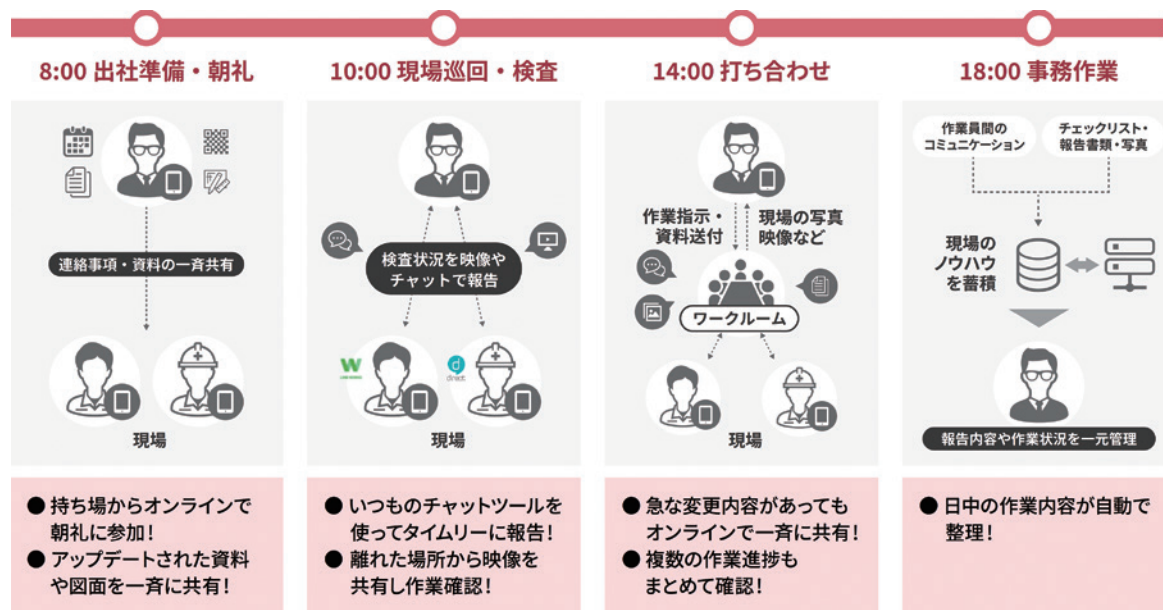 8:00 出社準備・朝礼
連絡事項・資料の一斉共有
現場
● 持ち場からオンラインで
朝礼に参加！
● アップデートされた資料
や図面を一斉に共有！
10:00 現場巡回・検査
検査状況を映像や
チャットで報告
W
direct
現場
● いつものチャットツールを
使ってタイムリーに報告！
● 離れた場所から映像を
共有し作業確認！
14:00 打ち合わせ
作業指示・
資料送付
現場の写真
映像など
ワークルーム
現場
● 急な変更内容があっても
オンラインで一斉に共有！
● 複数の作業進捗も
まとめて確認！
18:00 事務作業
作業員間の
コミュニケーション
チェックリスト・
報告書類・写真
現場の
ノウハウ
を蓄積
報告内容や作業状況を一元管理
● 日中の作業内容が自動で
整理！